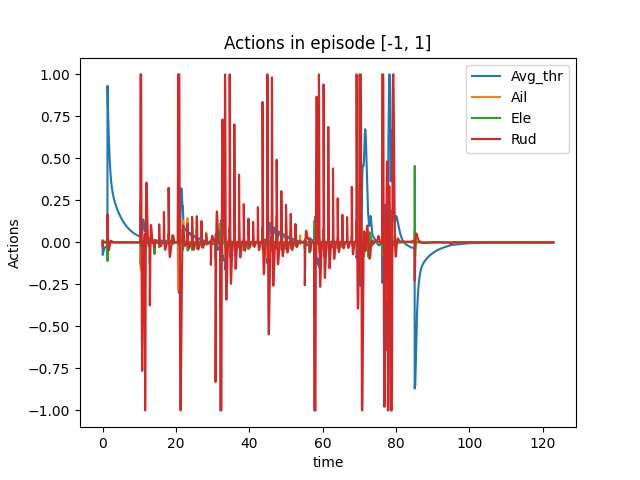 Actions in episode [-1, 1]
Avg_thr
Ail
Ele
Rud
1.00
0.75
0.50
0.25
0.00
−0.25
−0.50
−0.75
−1.00
Actions
0 20 40 60 80 100 120
time